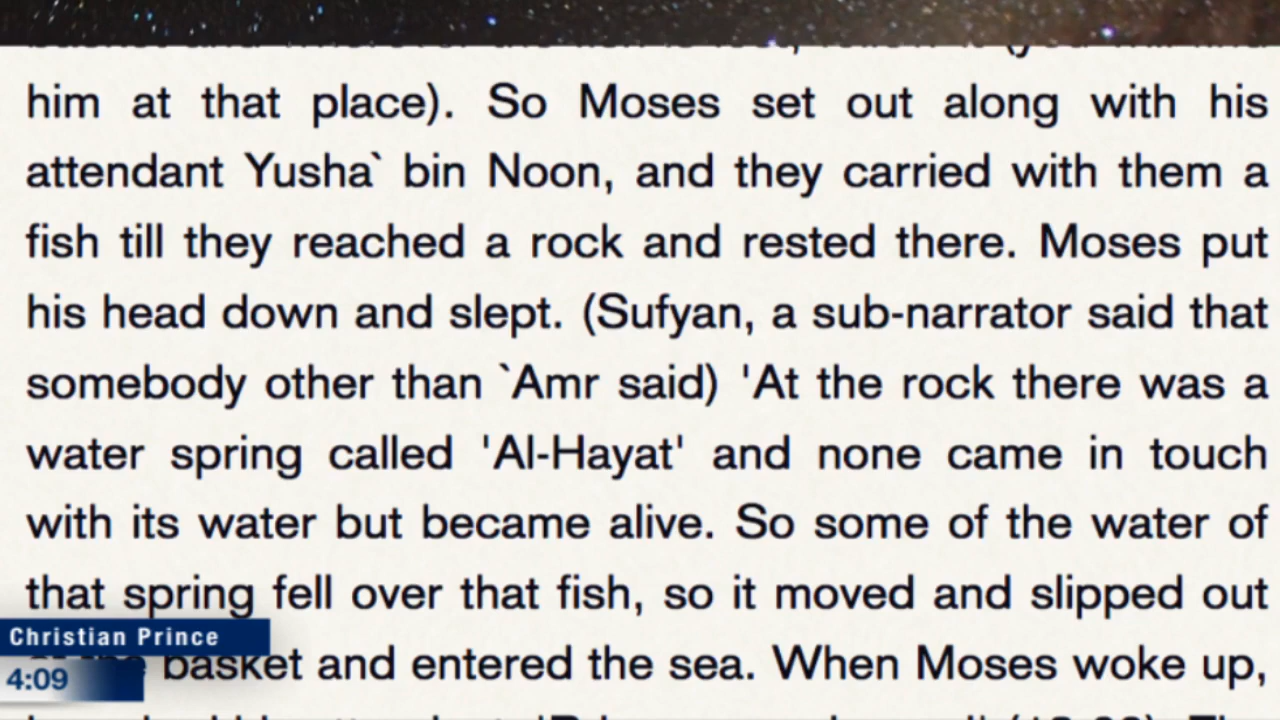 him at that place). So Moses set out along with his
attendant Yusha` bin Noon, and they carried with them a
fish till they reached a rock and rested there. Moses put
his head down and slept. (Sufyan, a sub-narrator said that
somebody other than `Amr said) 'At the rock there was a
water spring called 'Al-Hayat' and none came in touch
with its water but became alive. So some of the water of
that spring fell over that fish, so it moved and slipped out
Christian Prince
basket and entered the sea. When Moses woke up,
4:09